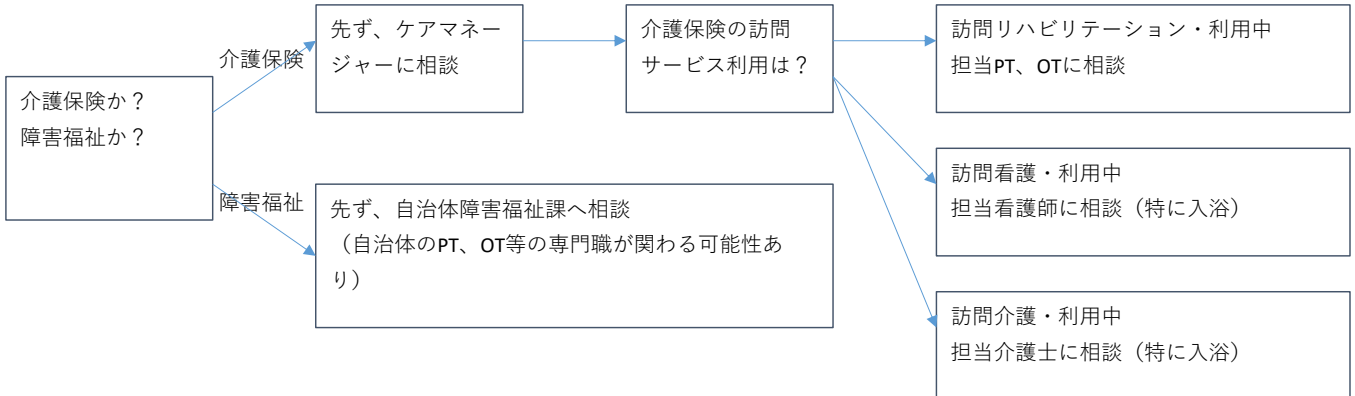 介護保険か？
障害福祉か？
介護保険
先ず、ケアマネー
ジャーに相談
介護保険の訪問
サービス利用は？
訪問リハビリテーション・利用中
担当PT、OTに相談
訪問看護・利用中
担当看護師に相談（特に入浴）
訪問介護・利用中
担当介護士に相談（特に入浴）
障害福祉
先ず、自治体障害福祉課へ相談
（自治体のPT、OT等の専門職が関わる可能性あ
り）